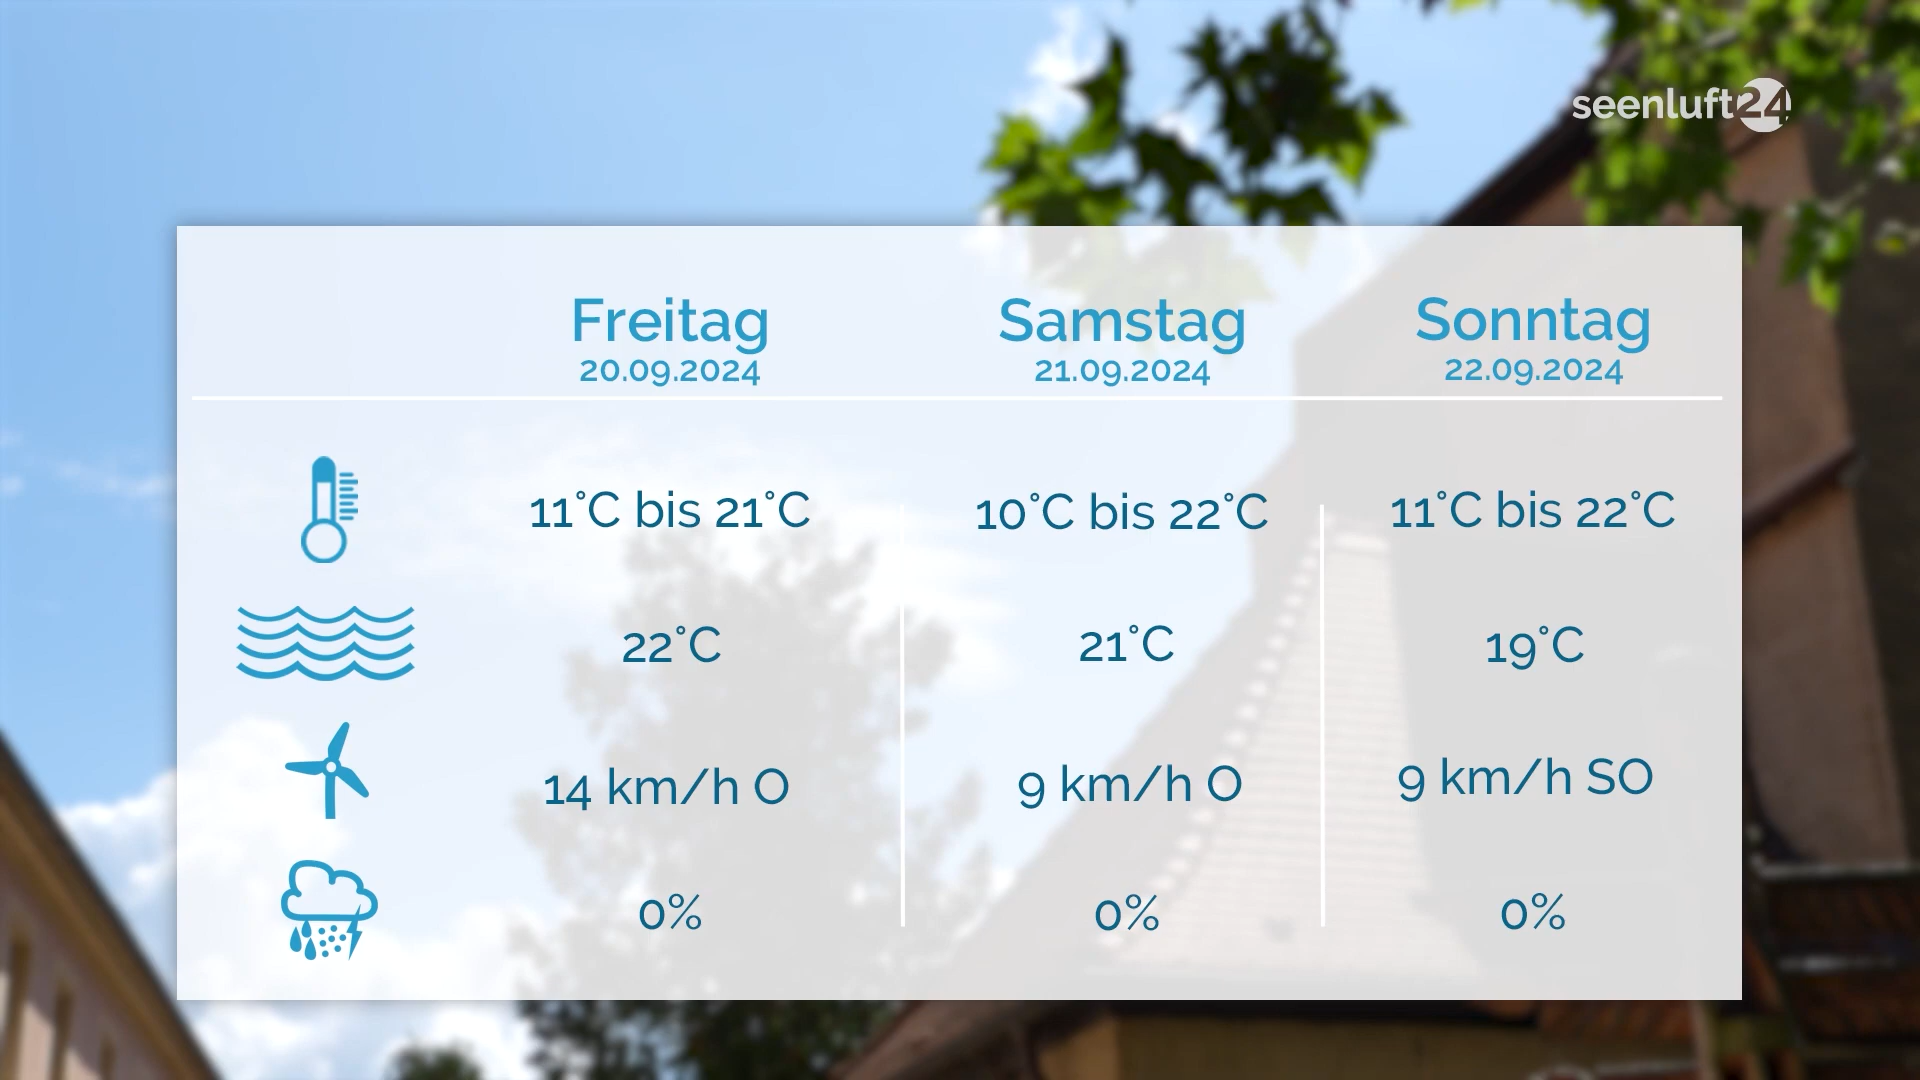 seenluft24
Freitag Samstag Sonntag
20.09.2024 21.09.2024 22.09.2024
11°C bis 21°C 10°C bis 22°C 11°C bis 22°C
22°C 21°C 19°C
14 km/h O 9 km/h O 9 km/h SO
0% 0% 0%